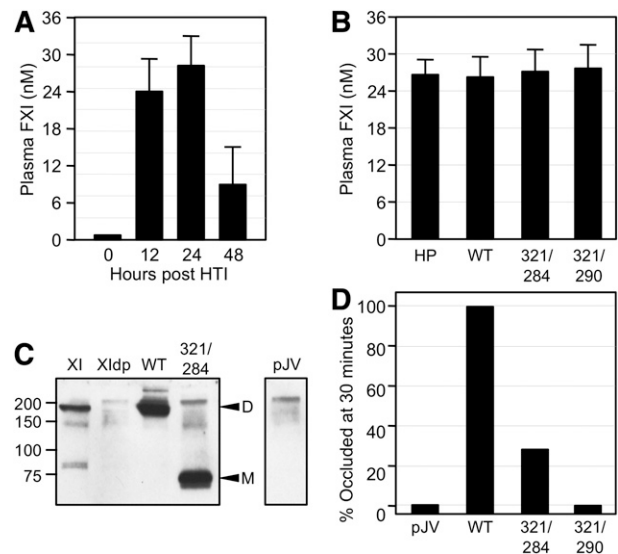 A
36
30
24
18
12
6
0
Plasma FXI (nM)
0 12 24 48
Hours post HTI
B
36
30
24
18
12
6
0
Plasma FXI (nM)
HP WT 321/ 321/
284 290
C
XI XIdp WT 321/
284
pJV
200
150
100
75
D
M
D
100
80
60
40
20
0
% Occluded at 30 minutes
pJV WT 321/ 321/
284 290